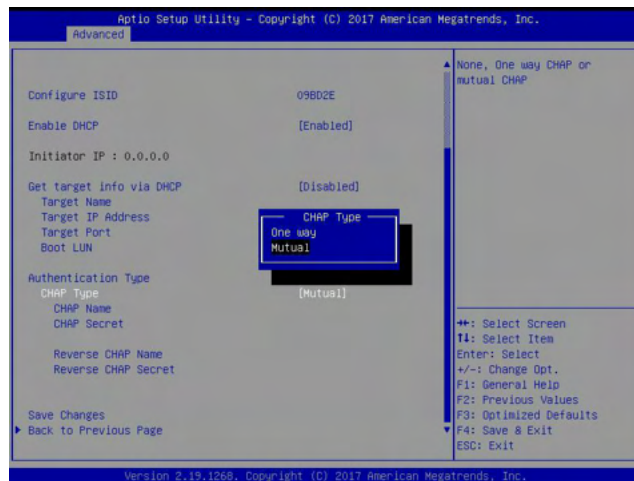 Aptio Setup Utility – Copyright (C) 2017 American Megatrends, Inc.
Advanced
Configure ISID 09BD2E
Enable DHCP [Enabled]
Initiator IP : 0.0.0.0
Get target info via DHCP [Disabled]
Target Name
Target IP Address
Target Port
Boot LUN
CHAP Type
One way
Mutual
Authentication Type
CHAP Type [Mutual]
CHAP Name
CHAP Secret
Reverse CHAP Name
Reverse CHAP Secret
Save Changes
Back to Previous Page
None, One way CHAP or
mutual CHAP
: Select Screen
↑↓: Select Item
Enter: Select
+/-: Change Opt.
F1: General Help
F2: Previous Values
F3: Optimized Defaults
F4: Save & Exit
ESC: Exit
Version 2.19.1268. Copyright (C) 2017 American Megatrends, Inc.